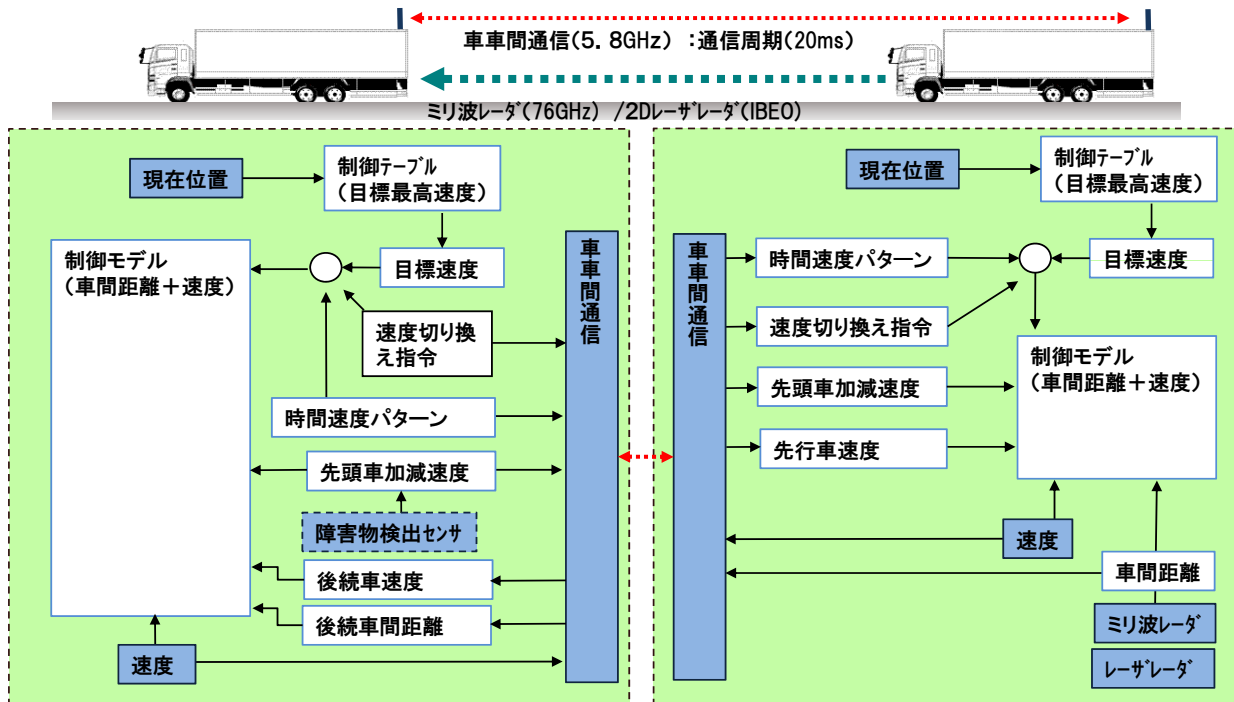 車車間通信(5．8GHz) ：通信周期(20ms)
ミリ波レーダ(76GHz) /2Dレーザレーダ(IBEO)
現在位置
制御テーブル
(目標最高速度)
制御モデル
(車間距離＋速度)
目標速度
速度切り換
え指令
時間速度パターン
先頭車加減速度
障害物検出センサ
後続車速度
後続車間距離
速度
車車間通信
車車間通信
現在位置
制御テーブル
(目標最高速度)
時間速度パターン
目標速度
速度切り換え指令
制御モデル
(車間距離＋速度)
先頭車加減速度
先行車速度
速度
車間距離
ミリ波レーダ
レーザレーダ